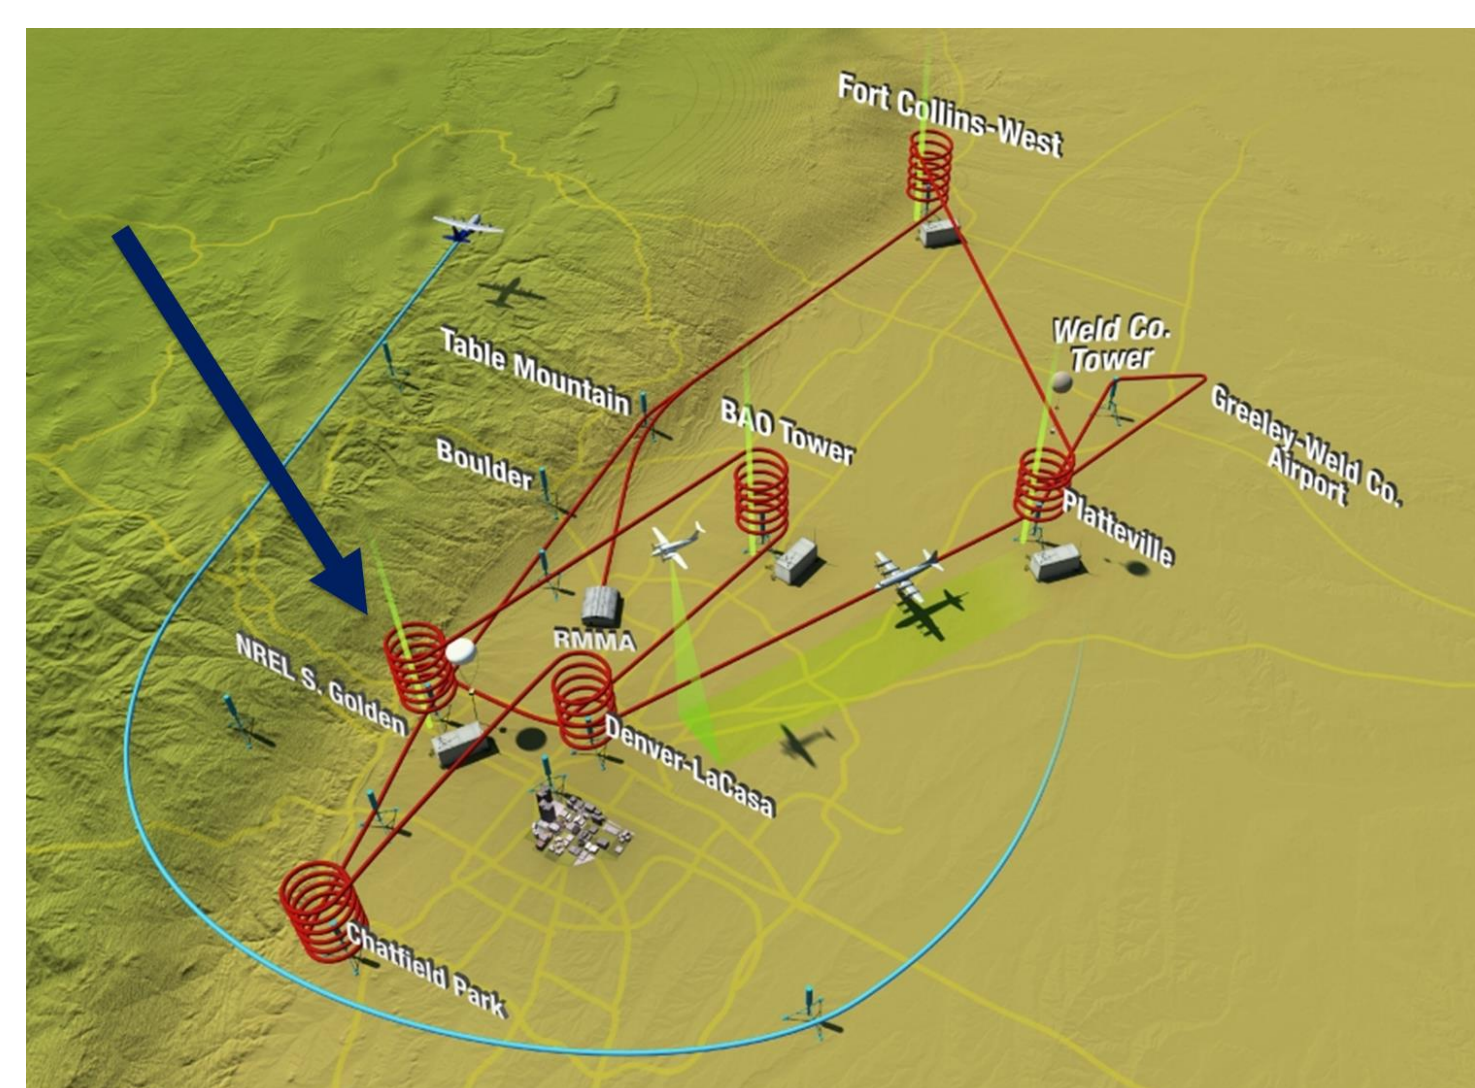 Fort Collins-West
Weld Co.
Tower
Table Mountain
Greeley-Weld Co.
Airport
BAO Tower
Boulder
Platteville
RMMA
NREL S. Golden
Denver-LaCasa
Chatfield Park